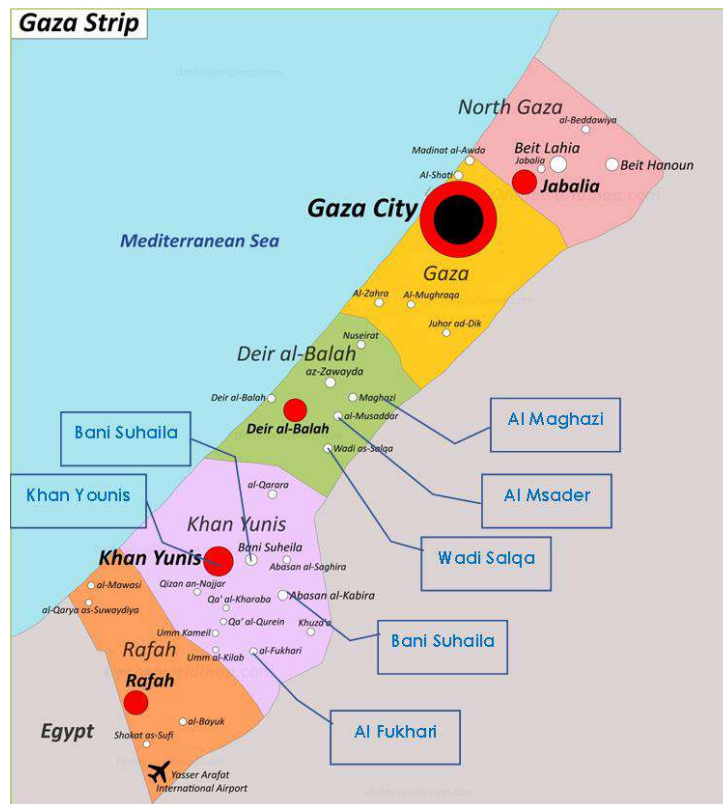 Gaza Strip
North Gaza
al-Beddawiya
Madinat al-Awda
Beit Lahia
Jabalia
Beit Hanoun
Al-Shati
Jabalia
Gaza City
Mediterranean Sea
Gaza
Al-Zahra
Al-Mughraqa
Juhor ad-Dik
Nuseirat
Deir al-Balah
az-Zawayda
Deir al-Balah
Maghazi
al-Musaddar
Al Maghazi
Deir al-Balah
Bani Suhaila
Wadi as-Salqa
al-Qarara
Khan Younis
Al Msader
Khan Yunis
Bani Suheila
Khan Yunis
Abasan al-Saghira
Wadi Salqa
al-Mawasi
Qizan an-Najjar
Abasan al-Kabira
al-Qarya as-Suwaydiya
Qa' al-Kharaba
Qa' al-Qurein
Khuza'a
Umm Kameil
Bani Suhaila
Rafah
Umm al-Kilab
al-Fukhari
Rafah
al-Bayuk
Egypt
Shokat as-Sufi
Al Fukhari
Yasser Arafat
International Airport